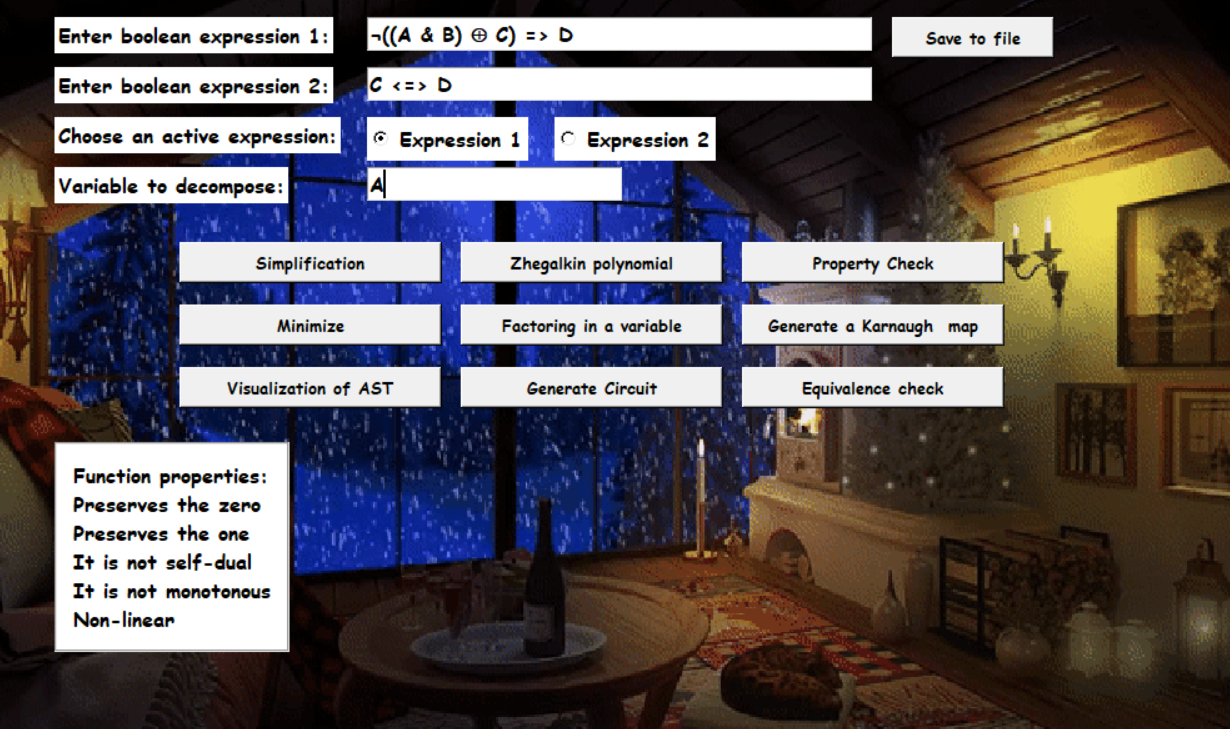 Enter boolean expression 1: ¬((A & B) ⊕ C) => D Save to file
Enter boolean expression 2: C <=> D
Choose an active expression: Expression 1 Expression 2
Variable to decompose: A
Simplification Zhegalkin polynomial Property Check
Minimize Factoring in a variable Generate a Karnaugh map
Visualization of AST Generate Circuit Equivalence check
Function properties:
Preserves the zero
Preserves the one
It is not self-dual
It is not monotonous
Non-linear